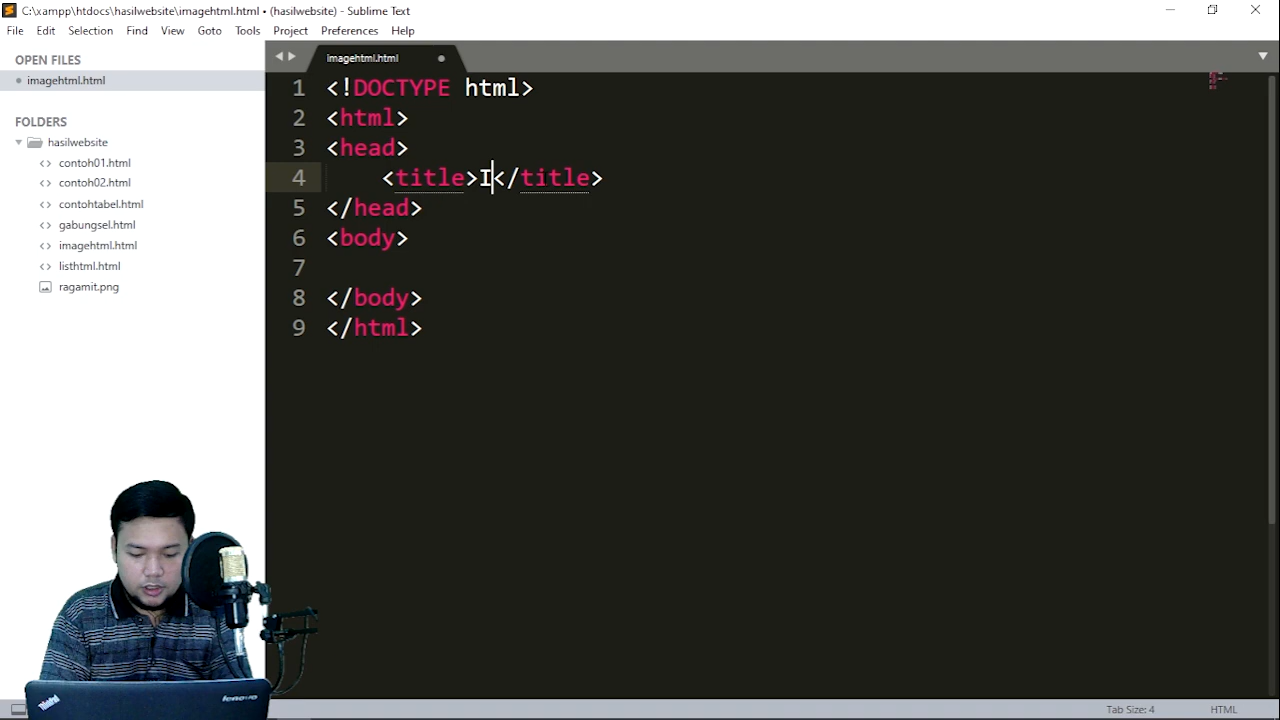 C:\xampp\htdocs\hasilwebsite\imagehtml.html • (hasilwebsite) - Sublime Text
File Edit Selection Find View Goto Tools Project Preferences Help
OPEN FILES
imagehtml.html
FOLDERS
hasilwebsite
contoh01.html
contoh02.html
contohtabel.html
gabungsel.html
imagehtml.html
listhtml.html
ragamit.png
imagehtml.html
1 <!DOCTYPE html>
2 <html>
3 <head>
4 <title>I</title>
5 </head>
6 <body>
7
8 </body>
9 </html>
ThinkPad
lenovo
Tab Size: 4 HTML